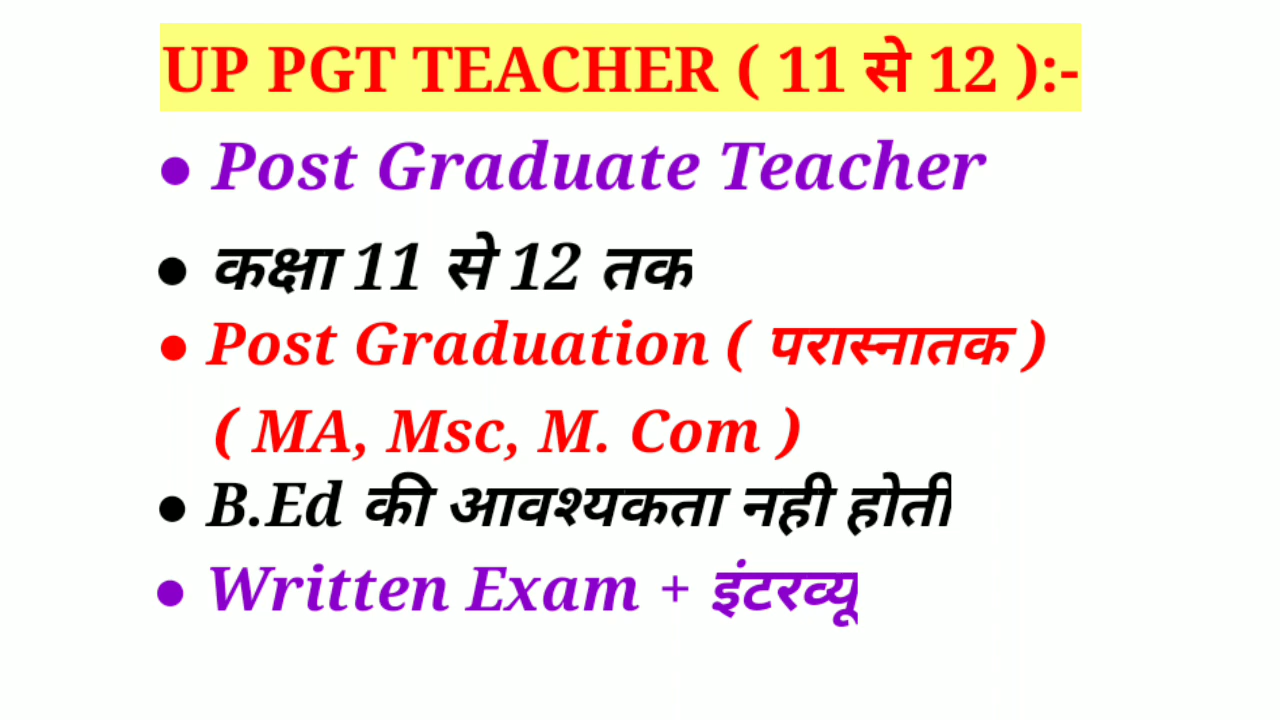 UP PGT TEACHER ( 11 से 12 ):-
● Post Graduate Teacher
● कक्षा 11 से 12 तक
● Post Graduation ( परास्नातक )
( MA, Msc, M. Com )
● B.Ed की आवश्यकता नही होती
● Written Exam + इंटरव्यू